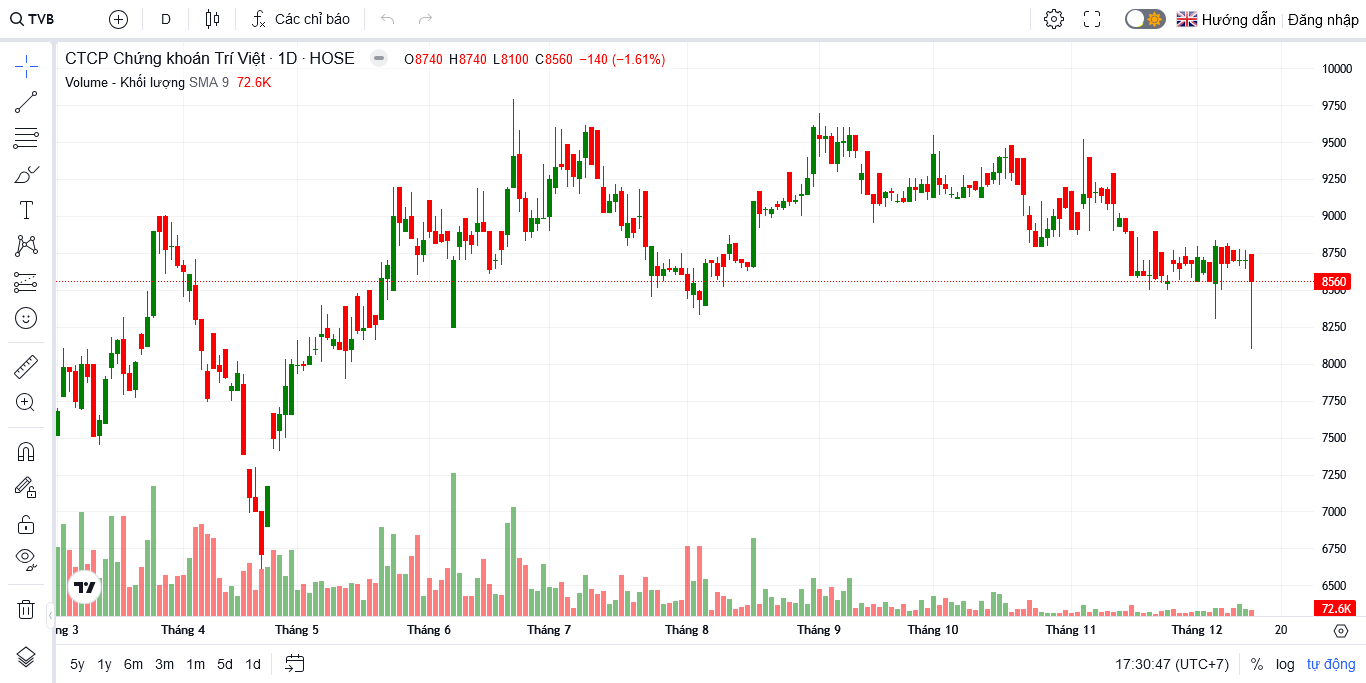 TVB D Các chỉ báo Hướng dẫn Đăng nhập
CTCP Chứng khoán Trí Việt · 1D · HOSE O8740 H8740 L8100 C8560 −140 (−1.61%)
Volume - Khối lượng SMA 9 72.6K
10000
9750
9500
9250
9000
8750
8560
8500
8250
8000
7750
7500
7250
7000
6750
6500
72.6K
ng 3 Tháng 4 Tháng 5 Tháng 6 Tháng 7 Tháng 8 Tháng 9 Tháng 10 Tháng 11 Tháng 12 20
5y 1y 6m 3m 1m 5d 1d 17:30:47 (UTC+7) % log tự động